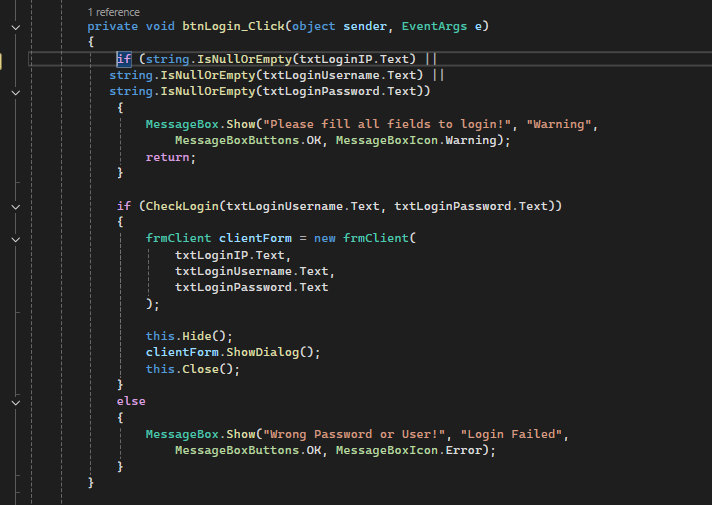 1 reference
private void btnLogin_Click(object sender, EventArgs e)
{
if (string.IsNullOrEmpty(txtLoginIP.Text) ||
string.IsNullOrEmpty(txtLoginUsername.Text) ||
string.IsNullOrEmpty(txtLoginPassword.Text))
{
MessageBox.Show("Please fill all fields to login!", "Warning",
MessageBoxButtons.OK, MessageBoxIcon.Warning);
return;
}
if (CheckLogin(txtLoginUsername.Text, txtLoginPassword.Text))
{
frmClient clientForm = new frmClient(
txtLoginIP.Text,
txtLoginUsername.Text,
txtLoginPassword.Text
);
this.Hide();
clientForm.ShowDialog();
this.Close();
}
else
{
MessageBox.Show("Wrong Password or User!", "Login Failed",
MessageBoxButtons.OK, MessageBoxIcon.Error);
}
}